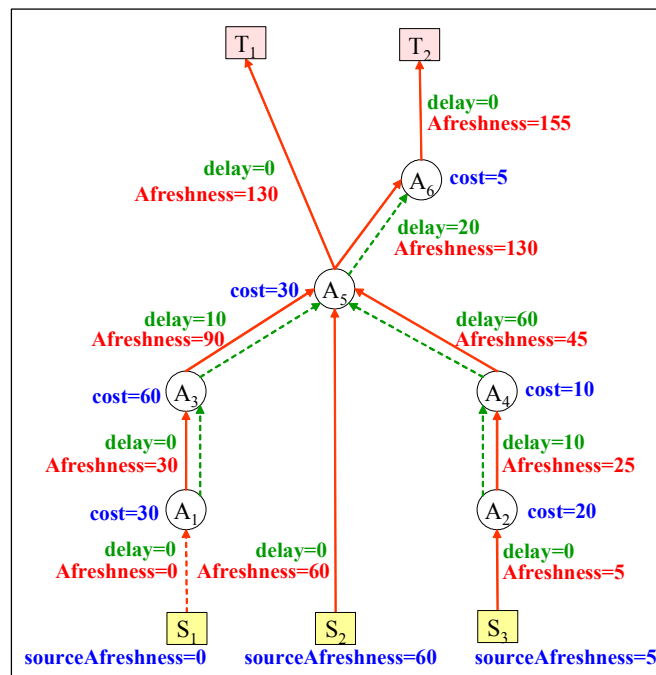 T1
T2
delay=0
Afreshness=155
delay=0
Afreshness=130
A6
cost=5
delay=20
Afreshness=130
cost=30
A5
delay=10
Afreshness=90
delay=60
Afreshness=45
cost=60
A3
A4
cost=10
delay=0
Afreshness=30
delay=10
Afreshness=25
cost=30
A1
A2
cost=20
delay=0
Afreshness=0
delay=0
Afreshness=60
delay=0
Afreshness=5
S1
S2
S3
sourceAfreshness=0
sourceAfreshness=60
sourceAfreshness=5